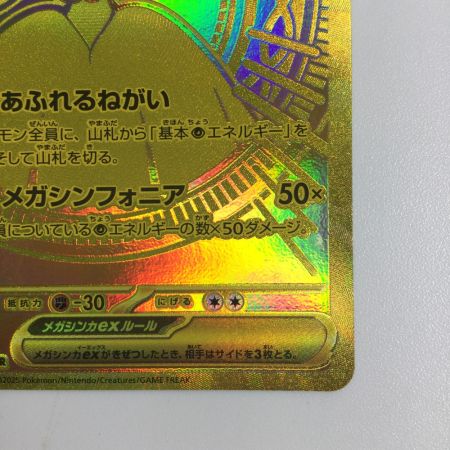 あふれるねがい
モン全員に、山札から「基本エネルギー」を
そして山札を切る。
メガシンフォニア 50×
員についているエネルギーの数×50ダメージ。
抵抗力 -30 にげる
メガシンカexルール
メガシンカexがきぜつしたとき、相手はサイドを3枚とる。
©2025 Pokémon/Nintendo/Creatures/GAME FREAK